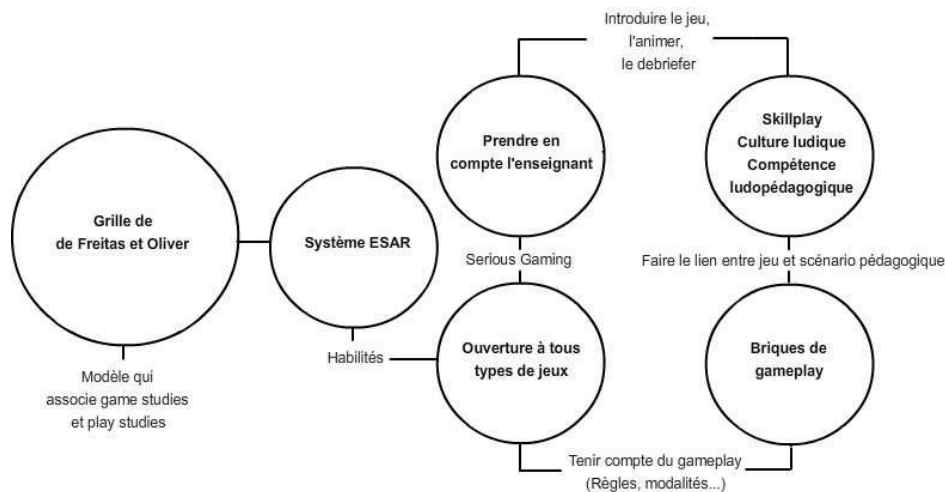 Introduire le jeu,
l'animer,
le debriefer
Prendre en
compte l'enseignant
Skillplay
Culture ludique
Compétence
ludopédagogique
Grille de
de Freitas et Oliver
Système ESAR
Serious Gaming
Faire le lien entre jeu et scénario pédagogique
Habilités
Ouverture à tous
types de jeux
Briques de
gameplay
Modèle qui
associe game studies
et play studies
Tenir compte du gameplay
(Règles, modalités...)